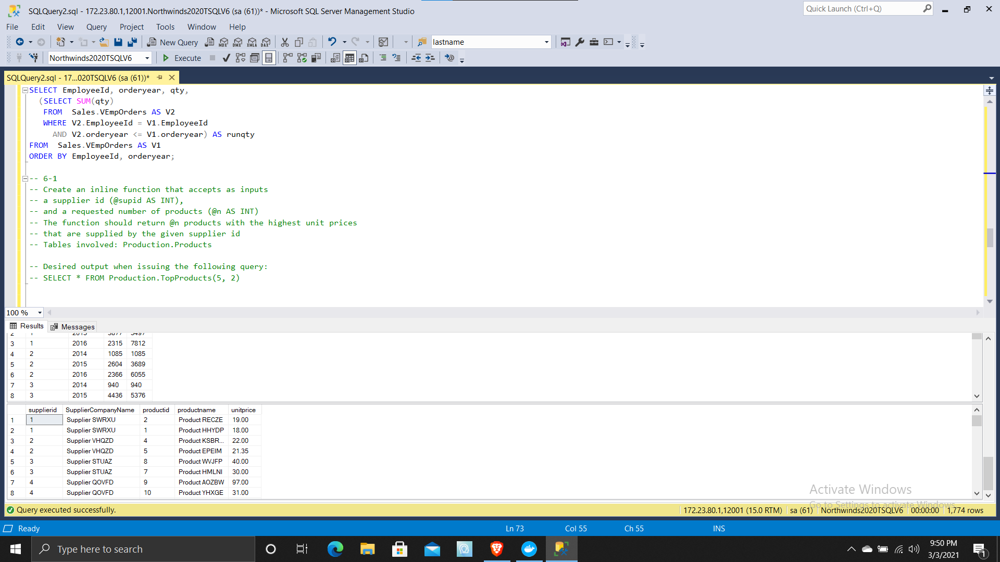 SQLQuery2.sql - 172.23.80.1,12001.Northwinds2020TSQLV6 (sa (61))* - Microsoft SQL Server Management Studio
Quick Launch (Ctrl+Q)
File Edit View Query Project Tools Window Help
New Query MDX DMX XMLA DAX lastname
Northwinds2020TSQLV6 Execute
SQLQuery2.sql - 17...020TSQLV6 (sa (61))*
SELECT EmployeeId, orderyear, qty,
(SELECT SUM(qty)
FROM Sales.VEmpOrders AS V2
WHERE V2.EmployeeId = V1.EmployeeId
AND V2.orderyear <= V1.orderyear) AS runqty
FROM Sales.VEmpOrders AS V1
ORDER BY EmployeeId, orderyear;
-- 6-1
-- Create an inline function that accepts as inputs
-- a supplier id (@supid AS INT),
-- and a requested number of products (@n AS INT)
-- The function should return @n products with the highest unit prices
-- that are supplied by the given supplier id
-- Tables involved: Production.Products
-- Desired output when issuing the following query:
-- SELECT * FROM Production.TopProducts(5, 2)
100 %
Results Messages
2 1 2015 3877 5497
3 1 2016 2315 7812
4 2 2014 1085 1085
5 2 2015 2604 3689
6 2 2016 2366 6055
7 3 2014 940 940
8 3 2015 4436 5376
supplierid SupplierCompanyName productid productname unitprice
1 1 Supplier SWRXU 2 Product RECZE 19.00
2 1 Supplier SWRXU 1 Product HHYDP 18.00
3 2 Supplier VHQZD 4 Product KSBR... 22.00
4 2 Supplier VHQZD 5 Product EPEIM 21.35
5 3 Supplier STUAZ 8 Product WVJFP 40.00
6 3 Supplier STUAZ 7 Product HMLNI 30.00
7 4 Supplier QOVFD 9 Product AOZBW 97.00
8 4 Supplier QOVFD 10 Product YHXGE 31.00
Activate Windows
Go to Settings to activate Windows.
Query executed successfully.
172.23.80.1,12001 (15.0 RTM) sa (61) Northwinds2020TSQLV6 00:00:00 1,774 rows
Ready Ln 73 Col 55 Ch 55 INS
Type here to search
9:50 PM
3/3/2021
1